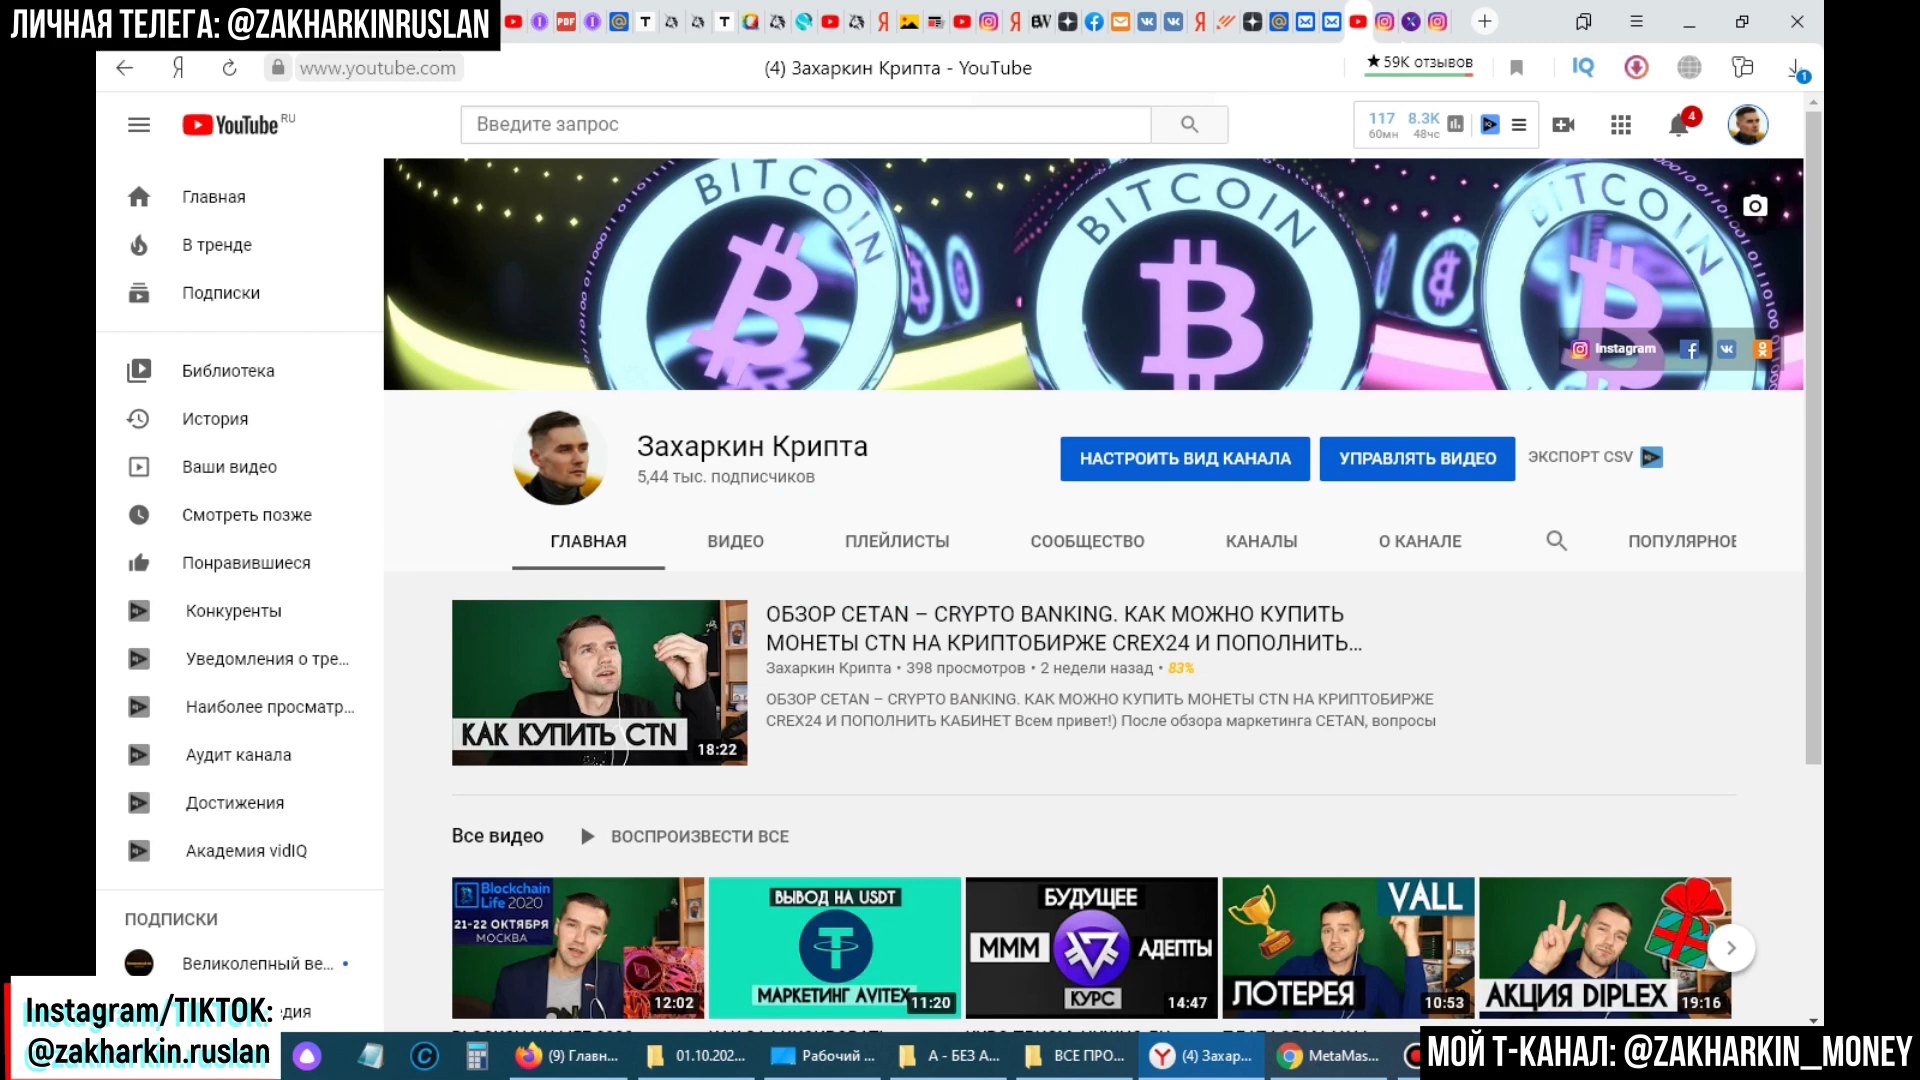 ЛИЧНАЯ ТЕЛЕГА: @ZAKHARKINRUSLAN
www.youtube.com
(4) Захаркин Крипта - YouTube
★59K отзывов
YouTube RU
Введите запрос
117 8.3K
60мн 48чс
4
1
Главная
В тренде
Подписки
Библиотека
История
Ваши видео
Смотреть позже
Понравившиеся
Конкуренты
Уведомления о тре...
Наиболее просматр...
Аудит канала
Достижения
Академия vidIQ
ПОДПИСКИ
Великолепный ве...
BITCOIN
BITCOIN
BITCOIN
Instagram
Захаркин Крипта
5,44 тыс. подписчиков
НАСТРОИТЬ ВИД КАНАЛА
УПРАВЛЯТЬ ВИДЕО
ЭКСПОРТ CSV
ГЛАВНАЯ ВИДЕО ПЛЕЙЛИСТЫ СООБЩЕСТВО КАНАЛЫ О КАНАЛЕ ПОПУЛЯРНОЕ
КАК КУПИТЬ CTN
18:22
ОБЗОР CETAN – CRYPTO BANKING. КАК МОЖНО КУПИТЬ
МОНЕТЫ CTN НА КРИПТОБИРЖЕ CREX24 И ПОПОЛНИТЬ...
Захаркин Крипта • 398 просмотров • 2 недели назад • 83%
ОБЗОР CETAN – CRYPTO BANKING. КАК МОЖНО КУПИТЬ МОНЕТЫ CTN НА КРИПТОБИРЖЕ
CREX24 И ПОПОЛНИТЬ КАБИНЕТ Всем привет!) После обзора маркетинга CETAN, вопросы
Все видео
ВОСПРОИЗВЕСТИ ВСЕ
Blockchain
Life 2020
21-22 ОКТЯБРЯ
МОСКВА
12:02
ВЫВОД НА USDT
МАРКЕТИНГ AVITEX
11:20
БУДУЩЕЕ
МММ АДЕПТЫ
КУРС
14:47
VALL
ЛОТЕРЕЯ
10:53
АКЦИЯ DIPLEX
19:16
Instagram/TIKTOK:
@zakharkin.ruslan
(9) Главн...
01.10.202...
Рабочий ...
А - БЕЗ А...
ВСЕ ПРО...
(4) Захар...
MetaMas...
МОЙ Т-КАНАЛ: @ZAKHARKIN_MONEY